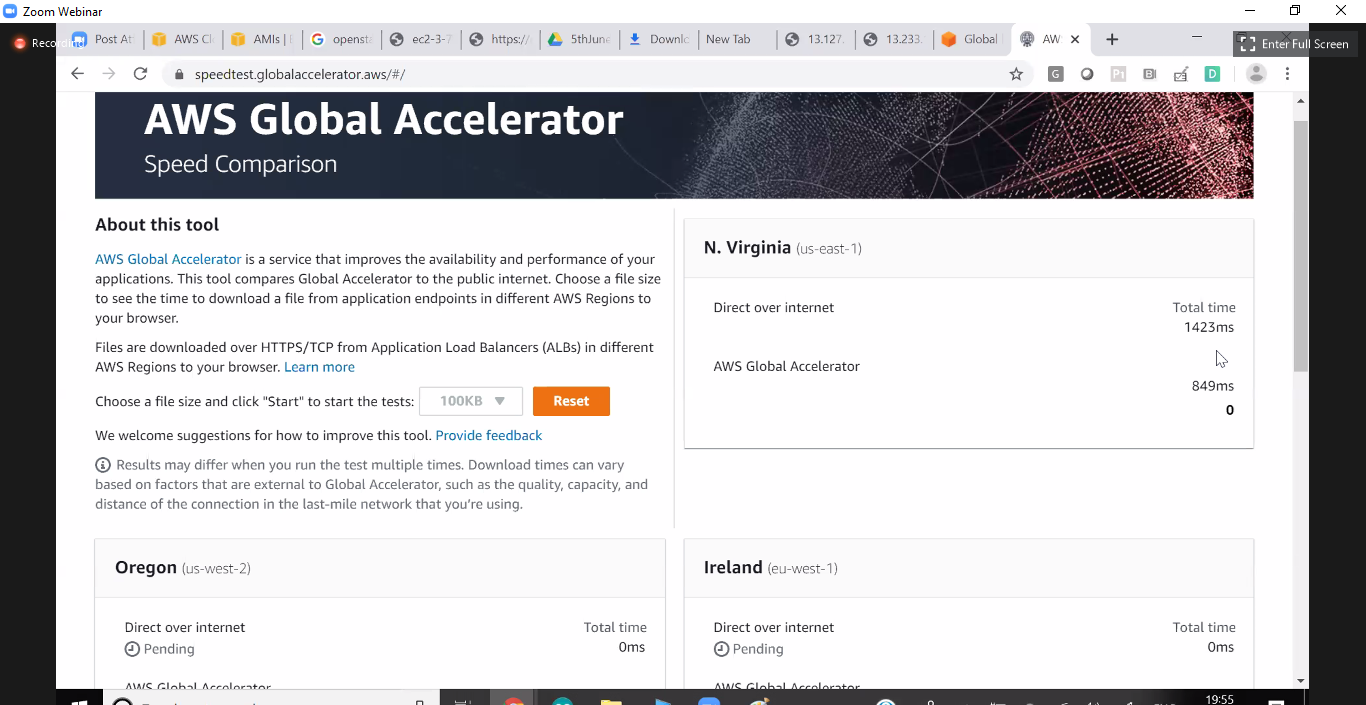 Zoom Webinar
Recording
Post At
AWS Cl
AMIs |
opensta
ec2-3-7
https://
5thJune
Downlo
New Tab
13.127.
13.233.
Global
AW
Enter Full Screen
speedtest.globalaccelerator.aws/#/
AWS Global Accelerator
Speed Comparison
About this tool
AWS Global Accelerator is a service that improves the availability and performance of your
applications. This tool compares Global Accelerator to the public internet. Choose a file size
to see the time to download a file from application endpoints in different AWS Regions to
your browser.
Files are downloaded over HTTPS/TCP from Application Load Balancers (ALBs) in different
AWS Regions to your browser. Learn more
Choose a file size and click "Start" to start the tests: 100KB Reset
We welcome suggestions for how to improve this tool. Provide feedback
Results may differ when you run the test multiple times. Download times can vary
based on factors that are external to Global Accelerator, such as the quality, capacity, and
distance of the connection in the last-mile network that you're using.
N. Virginia (us-east-1)
Direct over internet Total time
1423ms
AWS Global Accelerator
849ms
0
Oregon (us-west-2)
Direct over internet Total time
Pending 0ms
AWS Global Accelerator
Ireland (eu-west-1)
Direct over internet Total time
Pending 0ms
AWS Global Accelerator
19:55